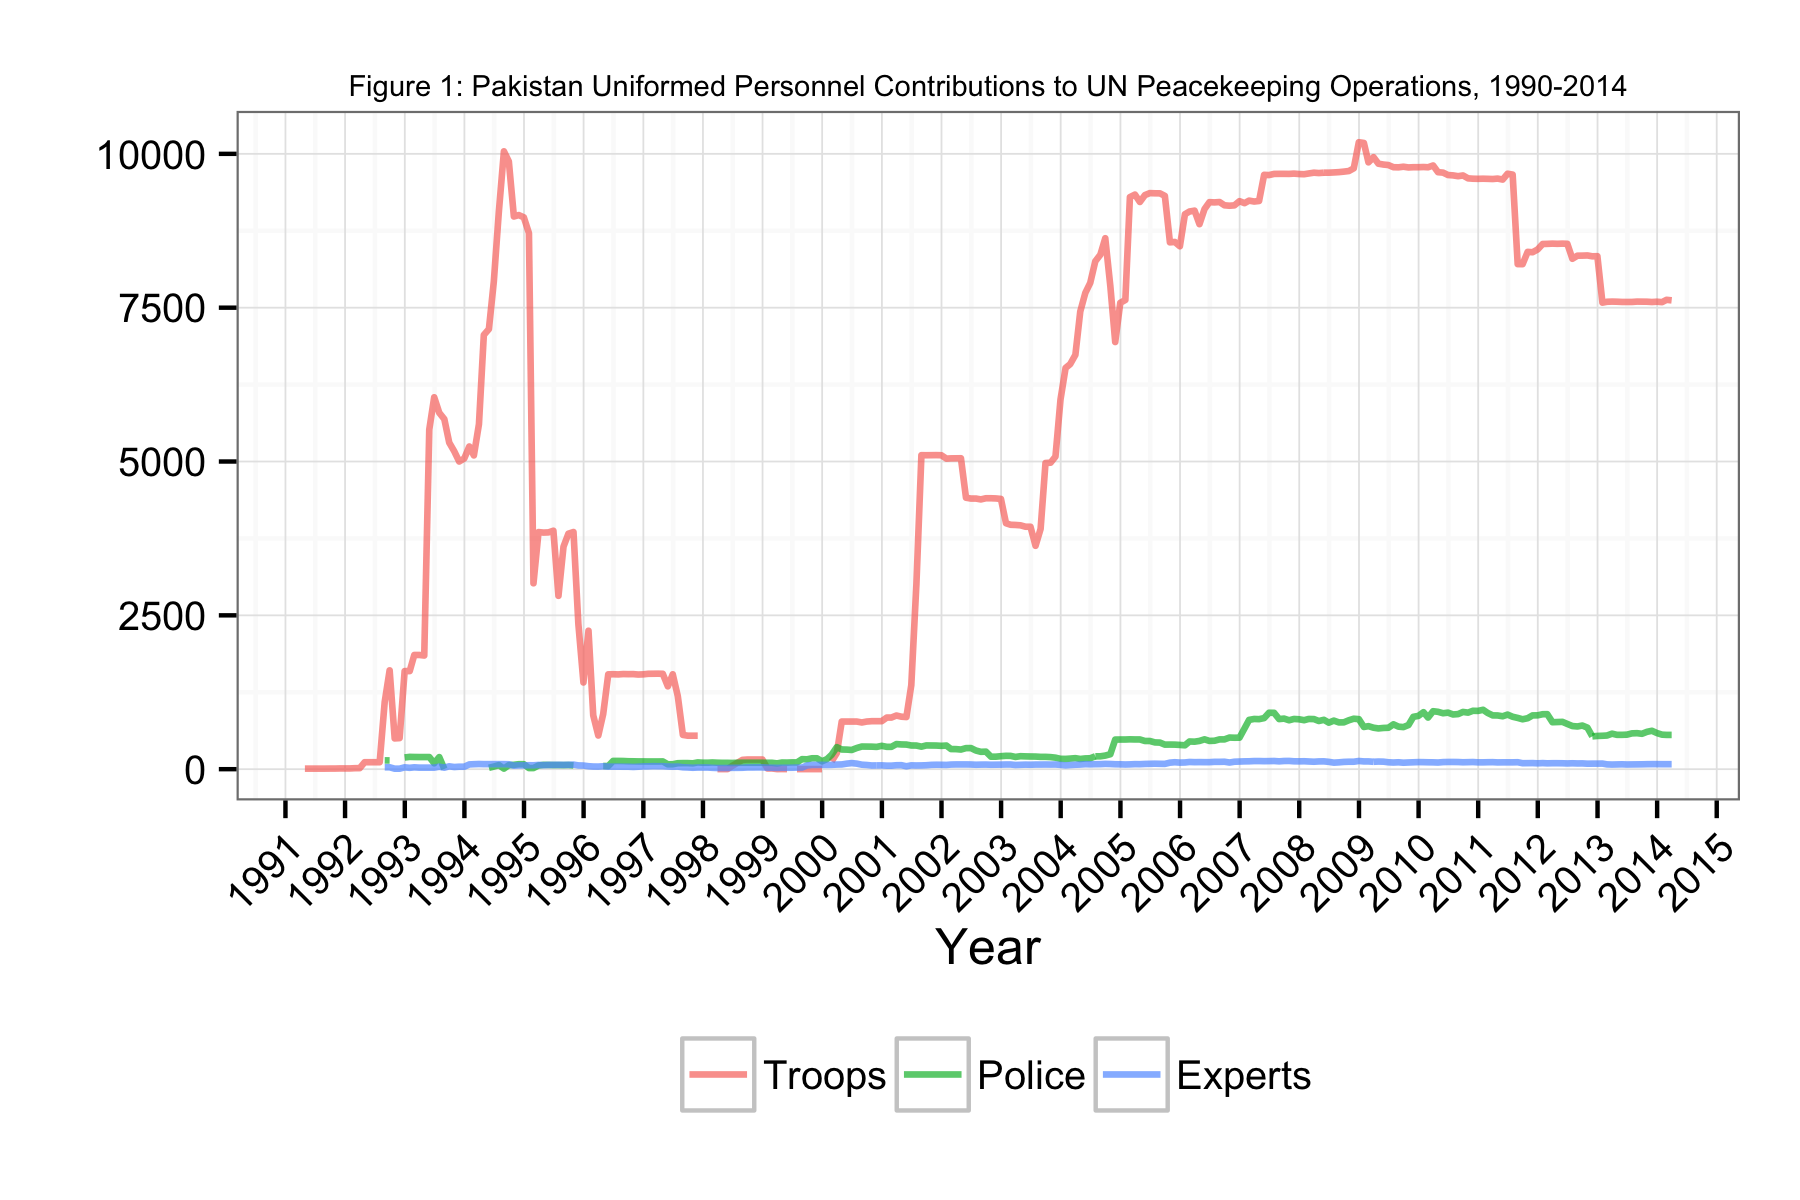 Figure 1: Pakistan Uniformed Personnel Contributions to UN Peacekeeping Operations, 1990-2014
10000
7500
5000
2500
0
1991 1992 1993 1994 1995 1996 1997 1998 1999 2000 2001 2002 2003 2004 2005 2006 2007 2008 2009 2010 2011 2012 2013 2014 2015
Year
Troops Police Experts